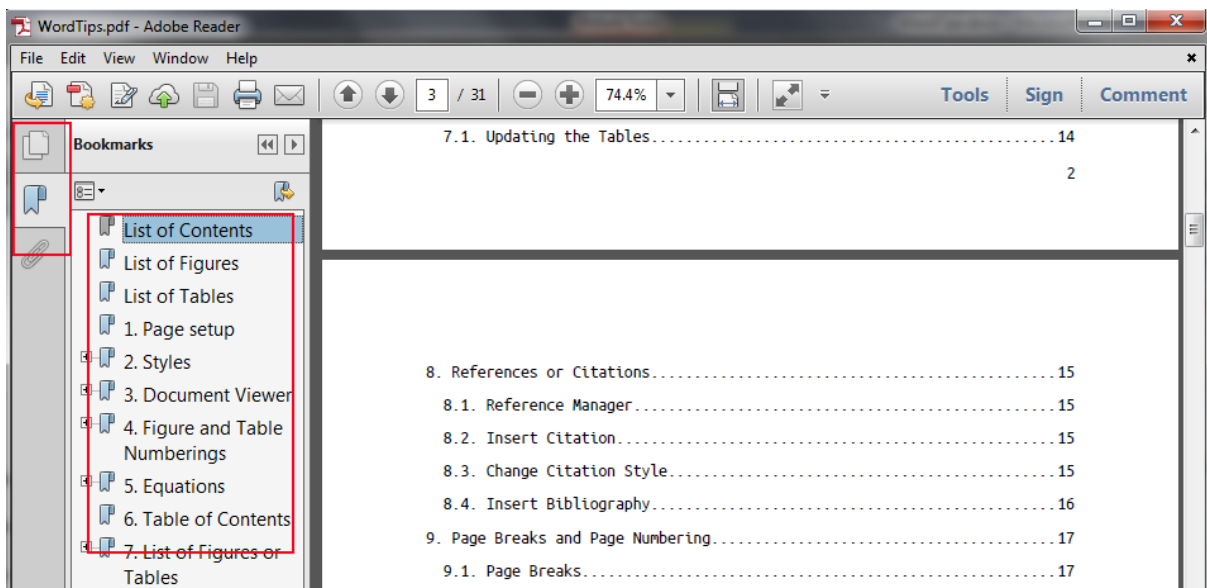 WordTips.pdf - Adobe Reader
File Edit View Window Help
3 / 31 74.4% Tools Sign Comment
Bookmarks
List of Contents
List of Figures
List of Tables
1. Page setup
2. Styles
3. Document Viewer
4. Figure and Table
Numberings
5. Equations
6. Table of Contents
7. List of Figures or
Tables
7.1. Updating the Tables................................................14
2
8. References or Citations................................................15
8.1. Reference Manager..................................................15
8.2. Insert Citation....................................................15
8.3. Change Citation Style..............................................15
8.4. Insert Bibliography................................................16
9. Page Breaks and Page Numbering.........................................17
9.1. Page Breaks........................................................17